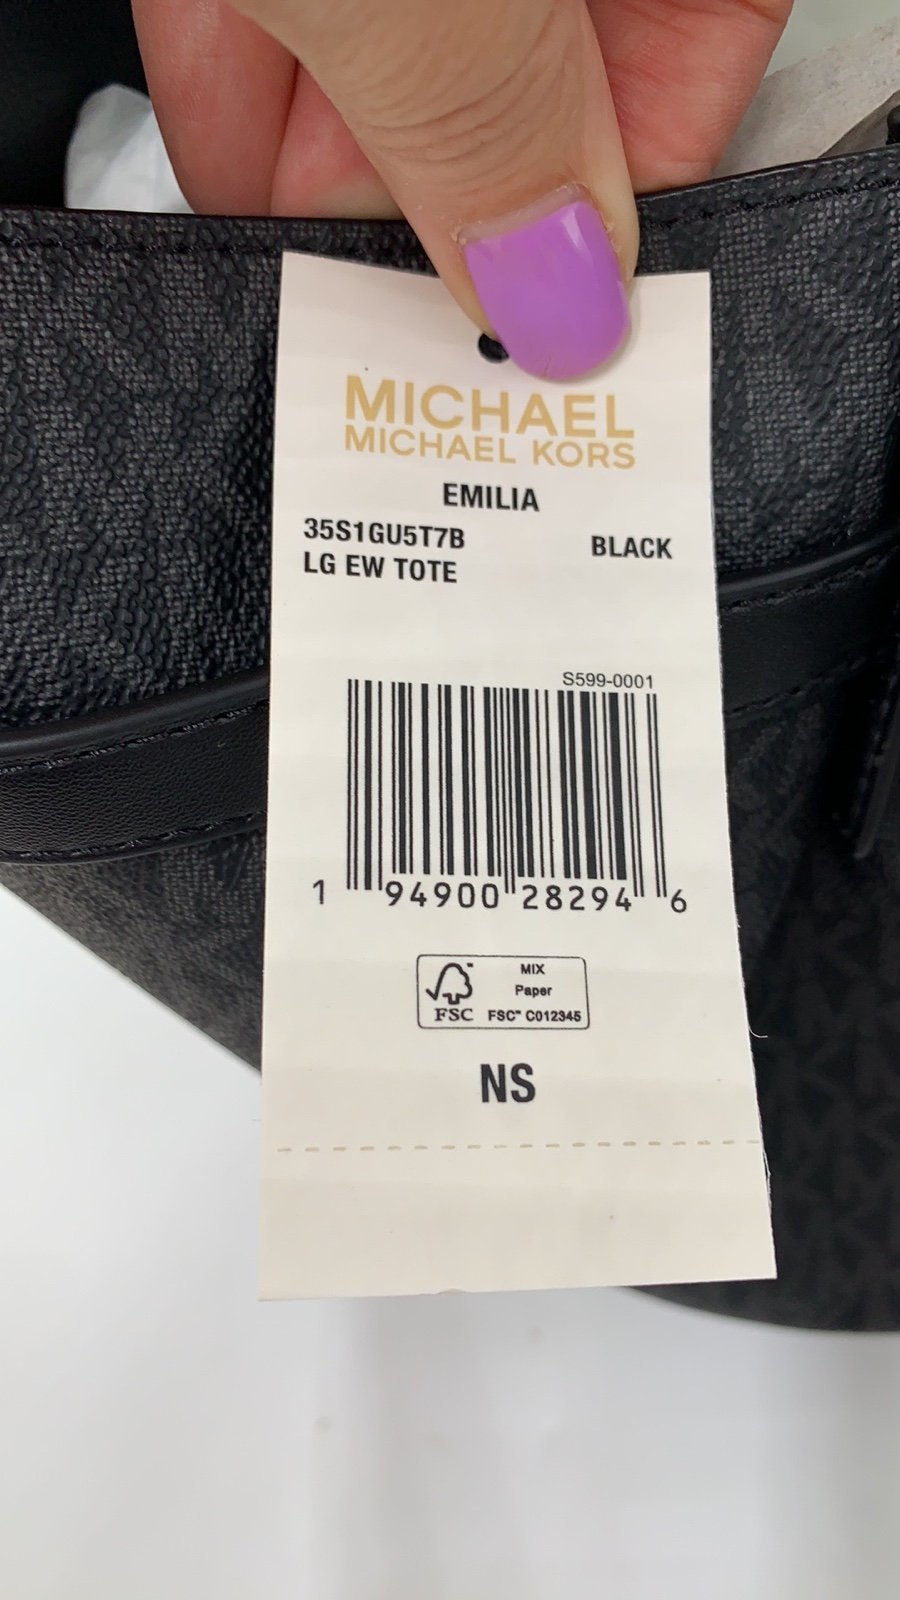 MICHAEL
MICHAEL KORS
EMILIA
35S1GU5T7B BLACK
LG EW TOTE
S599-0001
1 94900 28294 6
MIX
Paper
FSC FSC™ C012345
NS